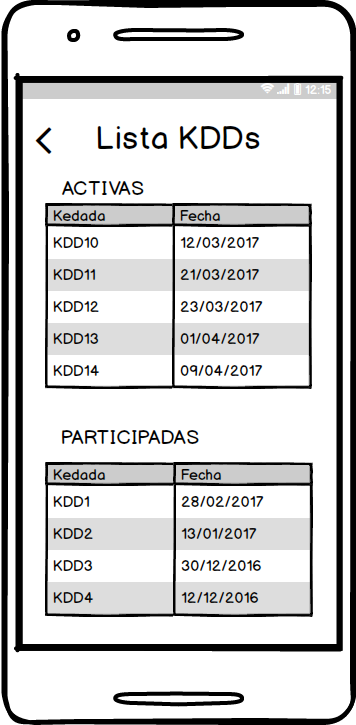 12:15
Lista KDDs
ACTIVAS
Kedada Fecha
KDD10 12/03/2017
KDD11 21/03/2017
KDD12 23/03/2017
KDD13 01/04/2017
KDD14 09/04/2017
PARTICIPADAS
Kedada Fecha
KDD1 28/02/2017
KDD2 13/01/2017
KDD3 30/12/2016
KDD4 12/12/2016